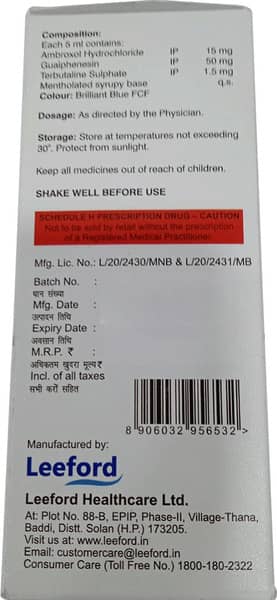 Composition:
Each 5 ml contains:
Ambroxol Hydrochloride IP 15 mg
Guaiphenesin IP 50 mg
Terbutaline Sulphate IP 1.5 mg
Mentholated syrupy base q.s.
Colour: Brilliant Blue FCF
Dosage: As directed by the Physician.
Storage: Store at temperatures not exceeding
30°. Protect from sunlight.
Keep all medicines out of reach of children.
SHAKE WELL BEFORE USE
SCHEDULE H PRESCRIPTION DRUG – CAUTION
Not to be sold by retail without the prescription
of a Registered Medical Practitioner.
Mfg. Lic. No.: L/20/2430/MNB & L/20/2431/MB
Batch No. :
घान संख्या
Mfg. Date :
उत्पादन तिथि
Expiry Date :
अवसान तिथि
M.R.P. ₹ :
अधिकतम खुदरा मूल्य ₹
Incl. of all taxes
सभी करों सहित
8 906032 956532 >
Manufactured by:
Leeford
Leeford Healthcare Ltd.
At: Plot No. 88-B, EPIP, Phase-II, Village-Thana,
Baddi, Distt. Solan (H.P.) 173205.
Visit us at: www.leeford.in
Email: customercare@leeford.in
Consumer Care (Toll Free No.) 1800-180-2322